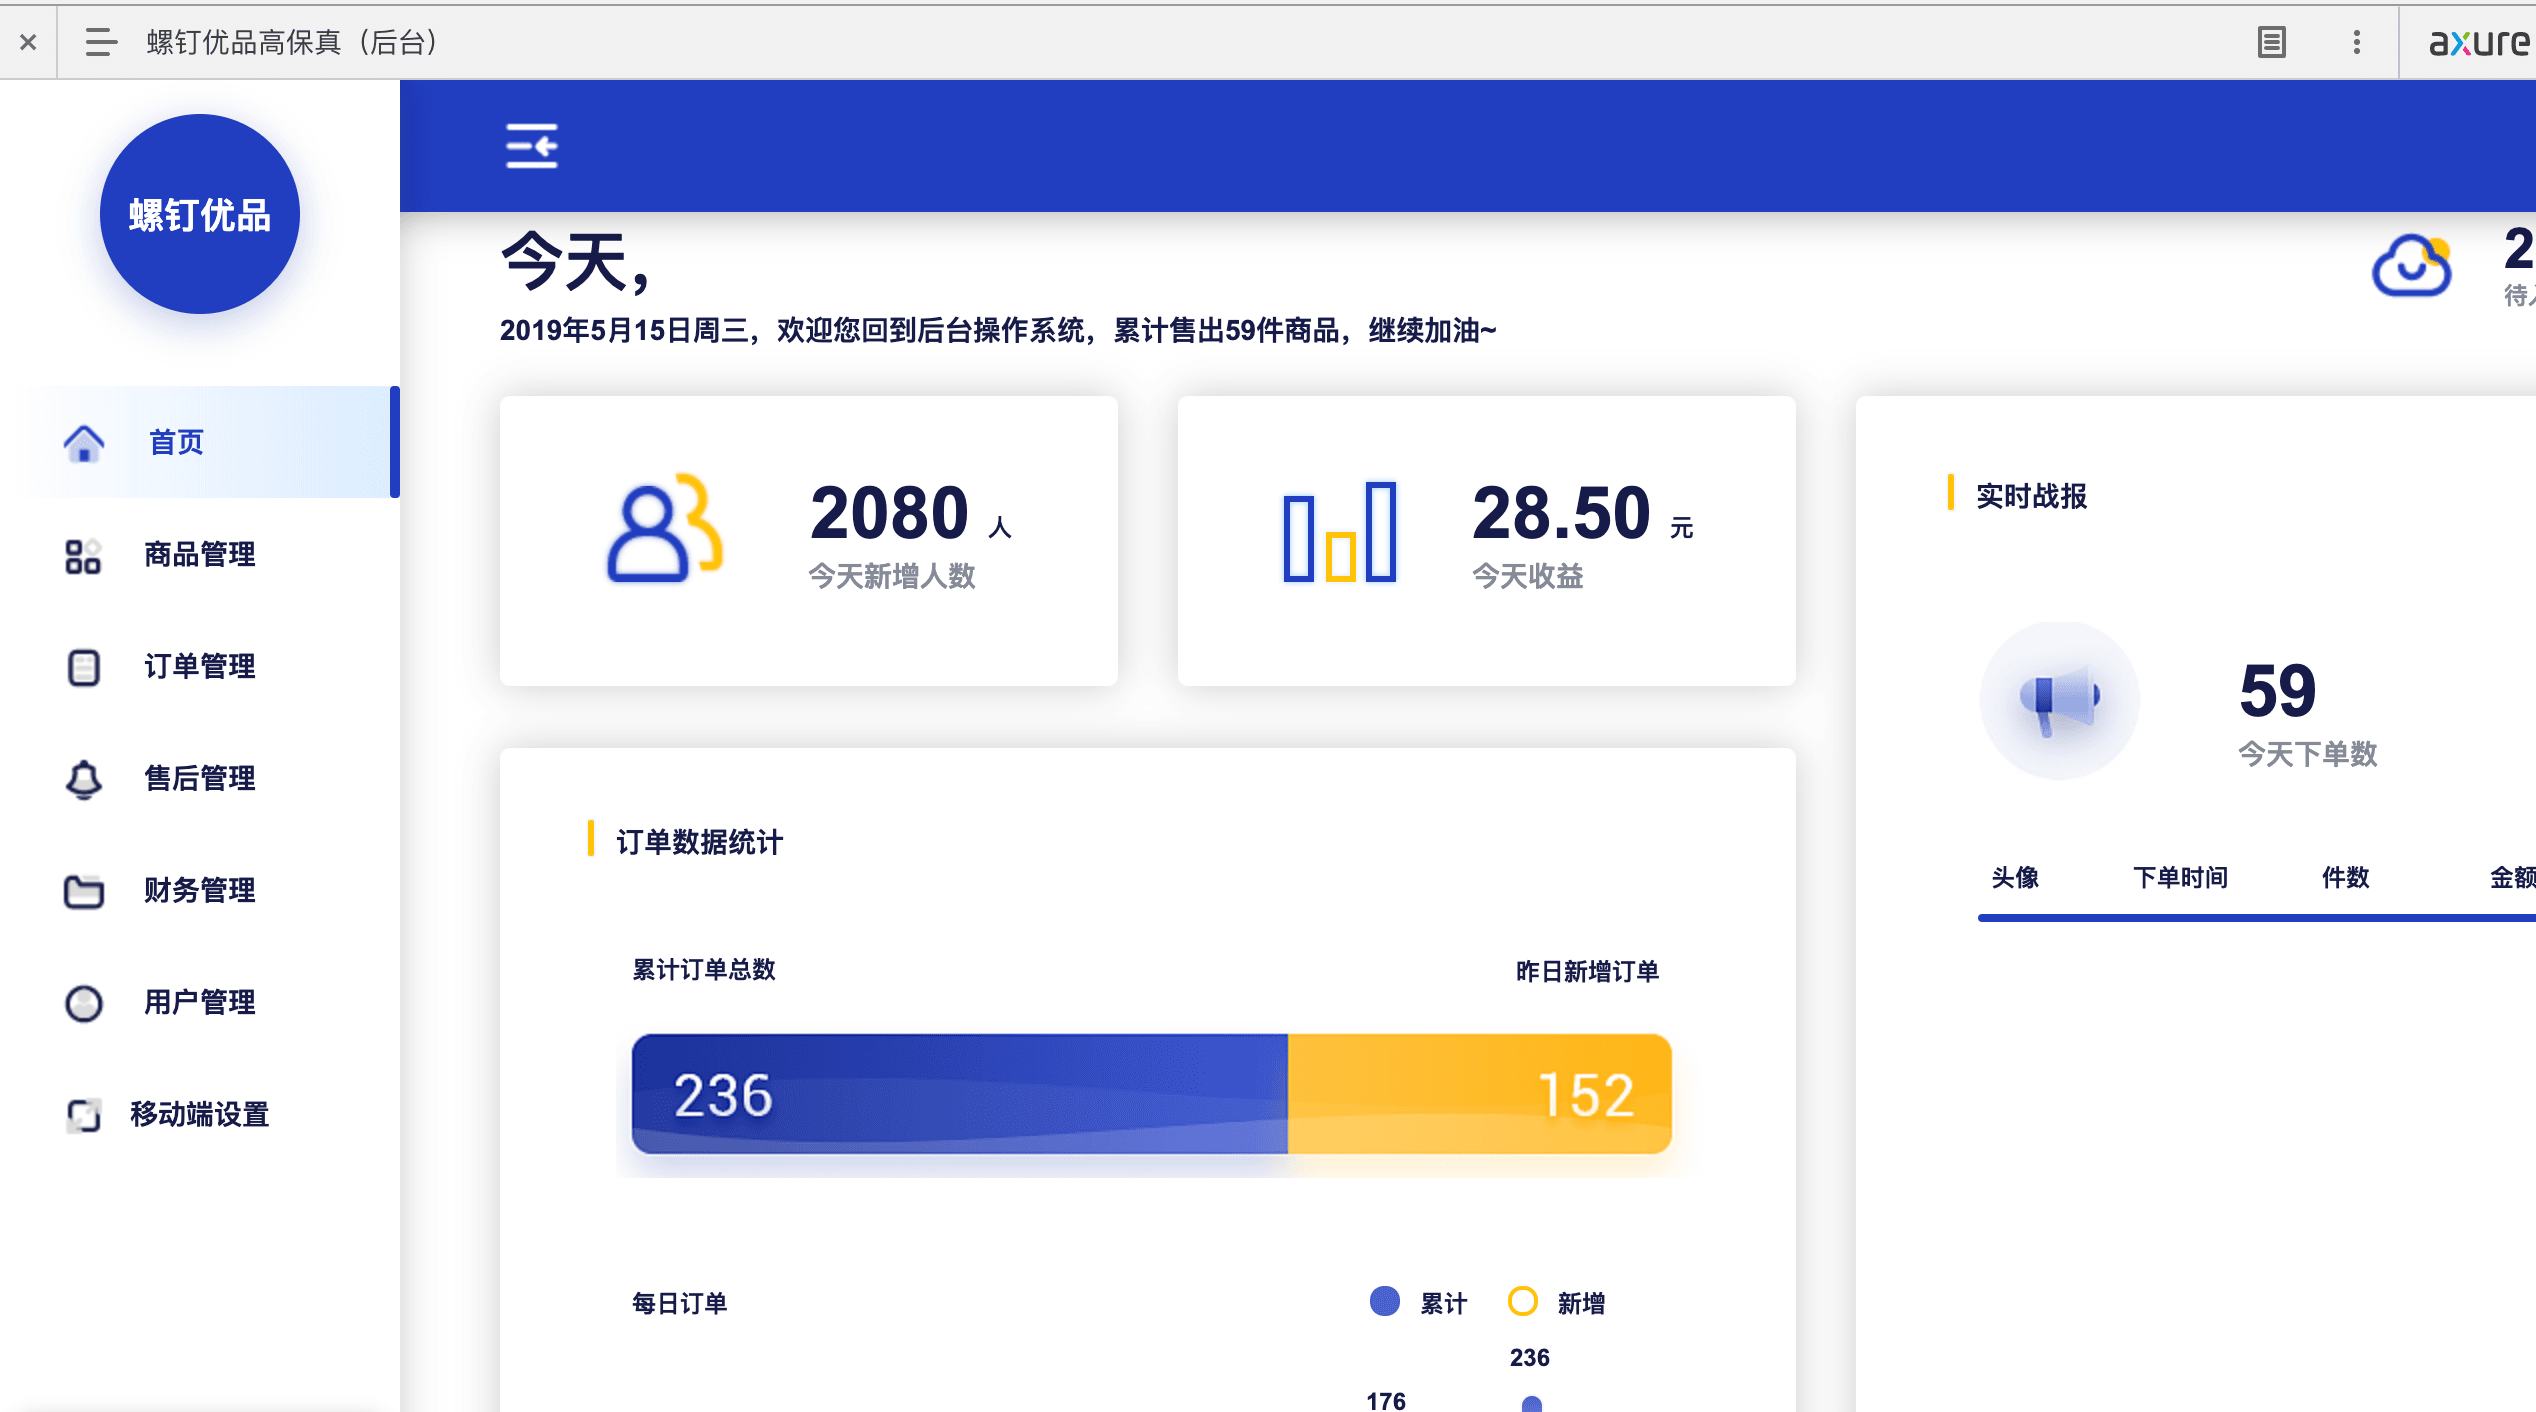 螺钉优品高保真（后台）
axure
螺钉优品
首页
商品管理
订单管理
售后管理
财务管理
用户管理
移动端设置
今天，
2019年5月15日周三，欢迎您回到后台操作系统，累计售出59件商品，继续加油~
2
待
2080 人
今天新增人数
28.50 元
今天收益
实时战报
59
今天下单数
头像 下单时间 件数 金额
订单数据统计
累计订单总数 昨日新增订单
236 152
每日订单 累计 新增
236
176